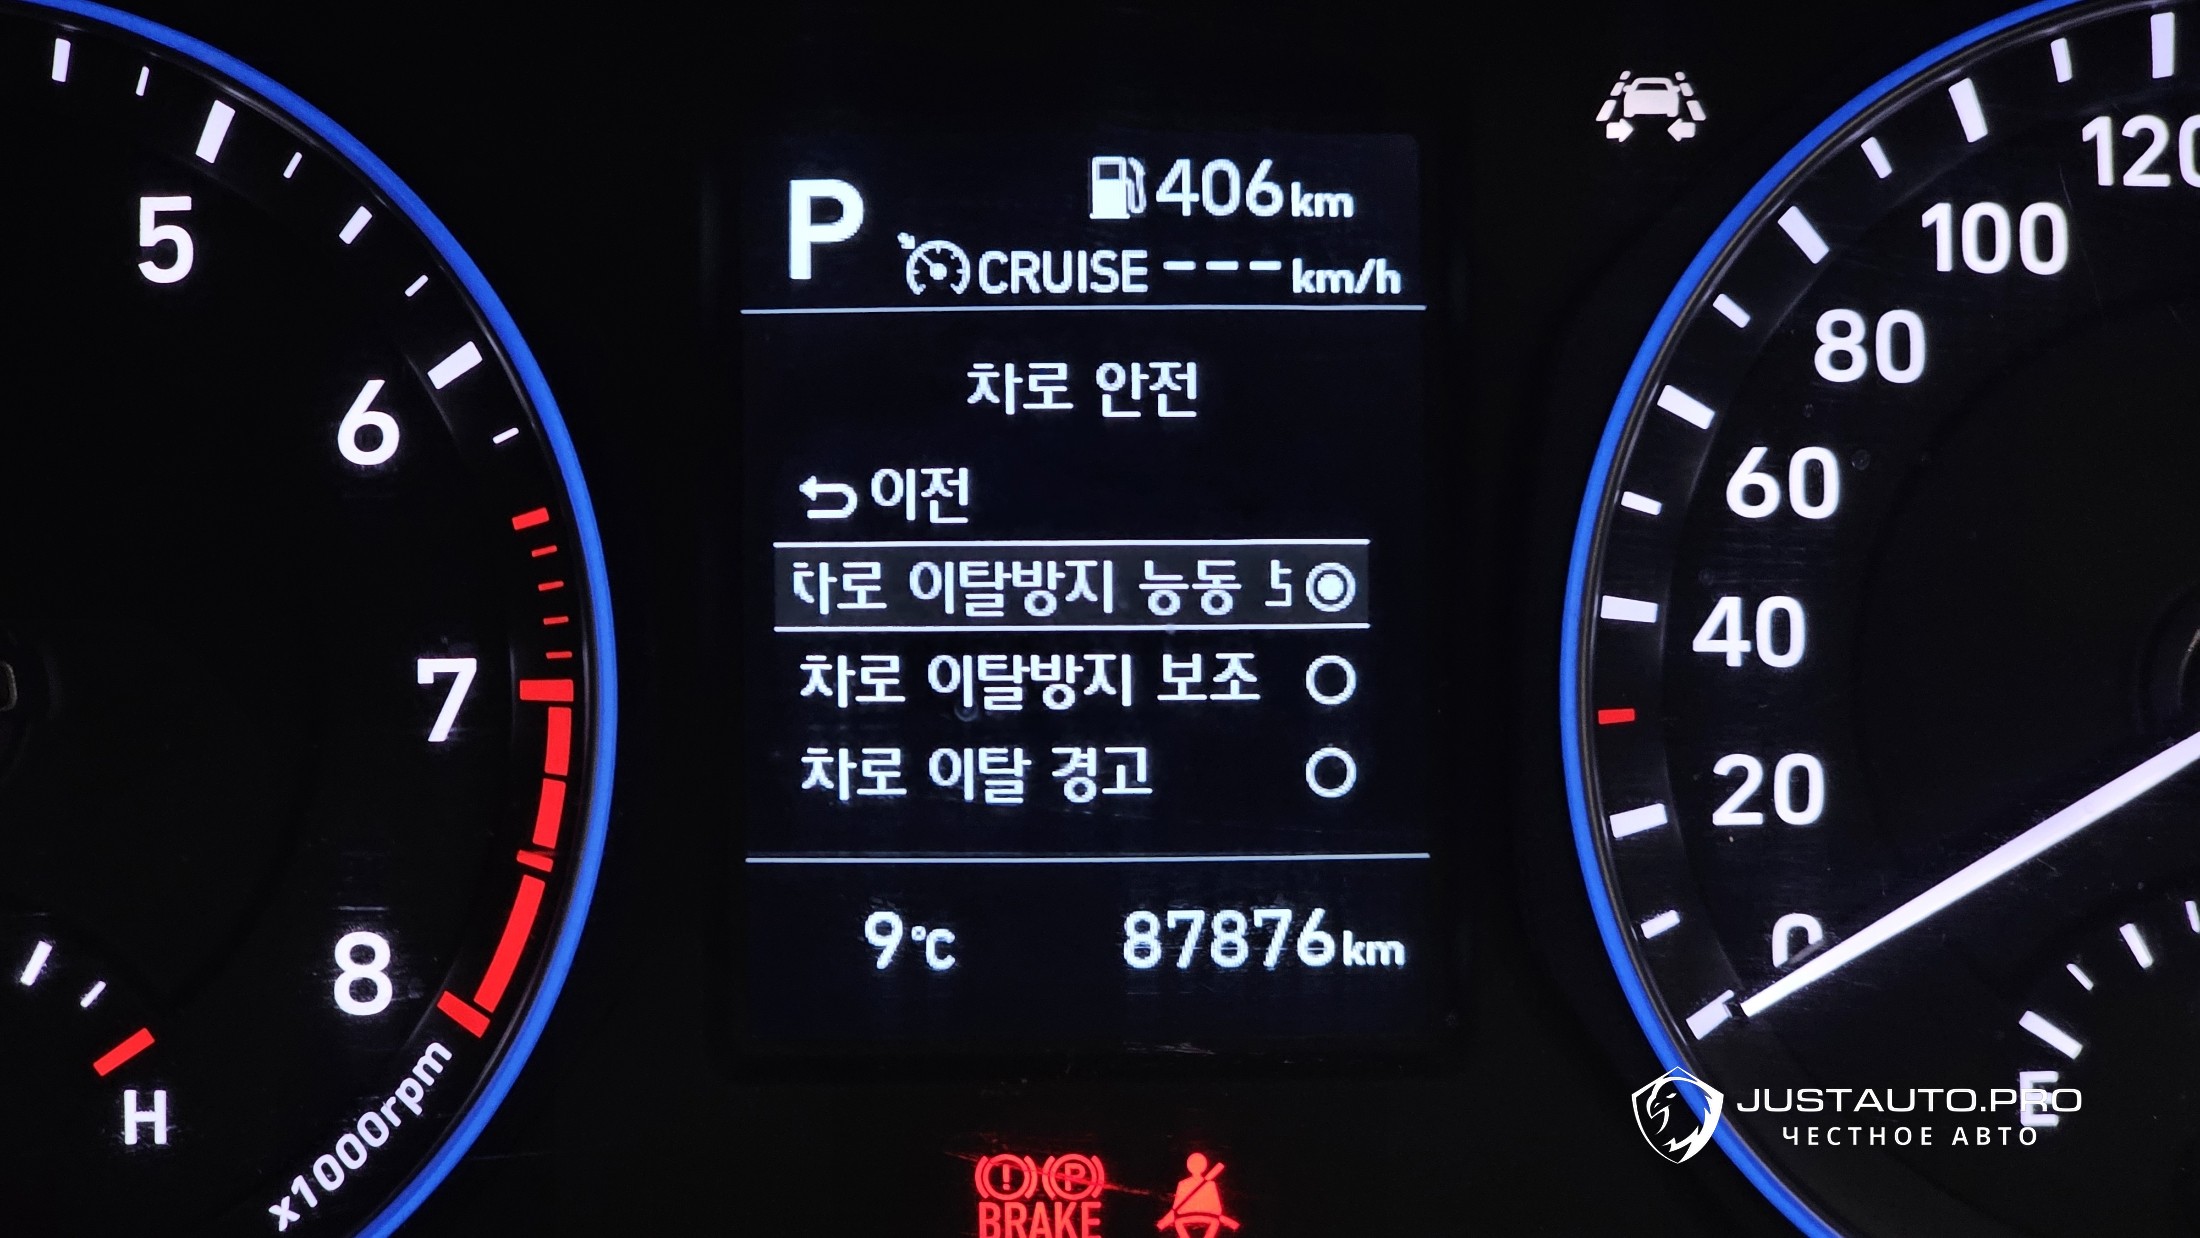 P
406km
CRUISE ---km/h
차로 안전
이전
차로 이탈방지 능동
차로 이탈방지 보조
차로 이탈 경고
9°C 87876km
5
6
7
8
x1000rpm
H
120
100
80
60
40
20
0
E
BRAKE
P
JUSTAUTO.PRO
ЧЕСТНОЕ АВТО